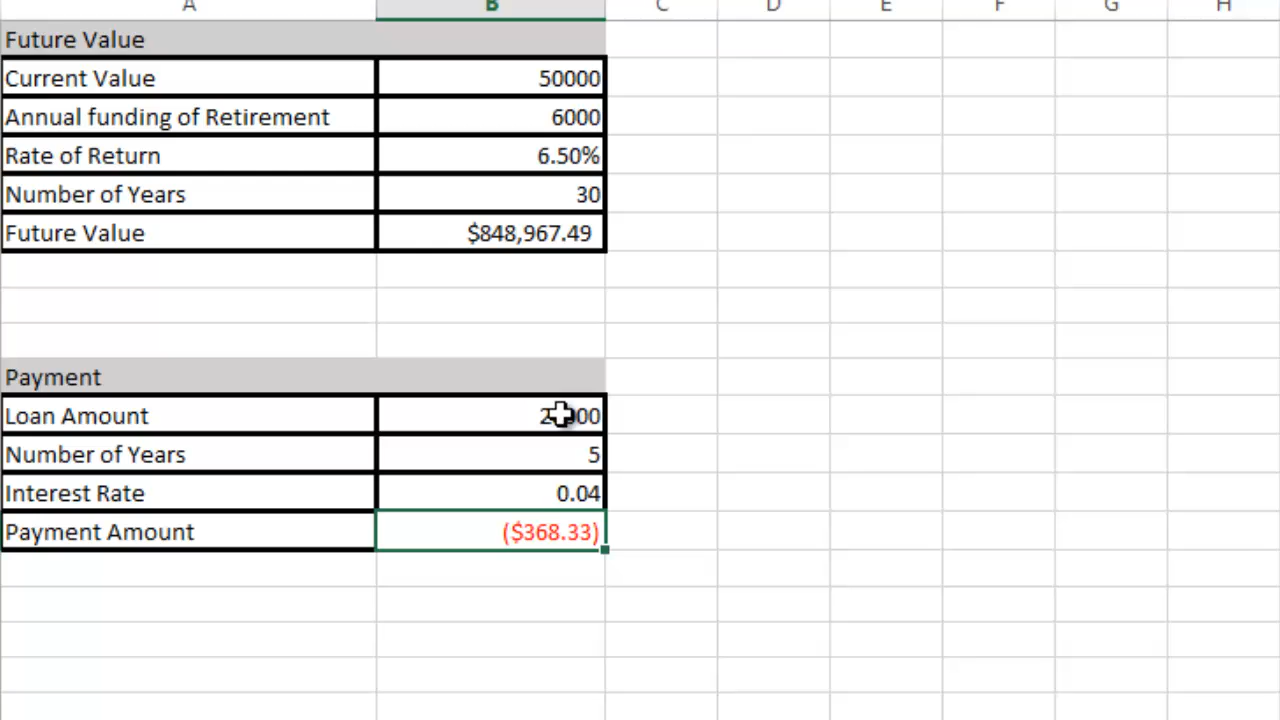 A B C D E F G H
Future Value
Current Value 50000
Annual funding of Retirement 6000
Rate of Return 6.50%
Number of Years 30
Future Value $848,967.49
Payment
Loan Amount
Number of Years 5
Interest Rate 0.04
Payment Amount ($368.33)